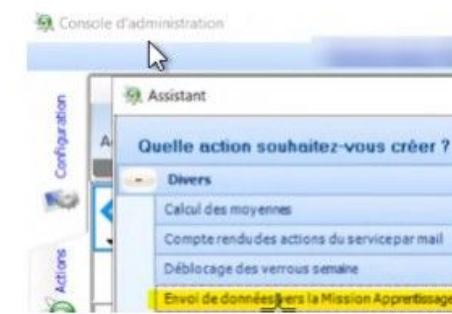 Console d'administration
Configuration
Assistant
A
Quelle action souhaitez-vous créer ?
Divers
Calcul des moyennes
Compte rendu des actions du service par mail
Déblocage des verrous semaine
Envoi de données vers la Mission Apprentissage
Actions